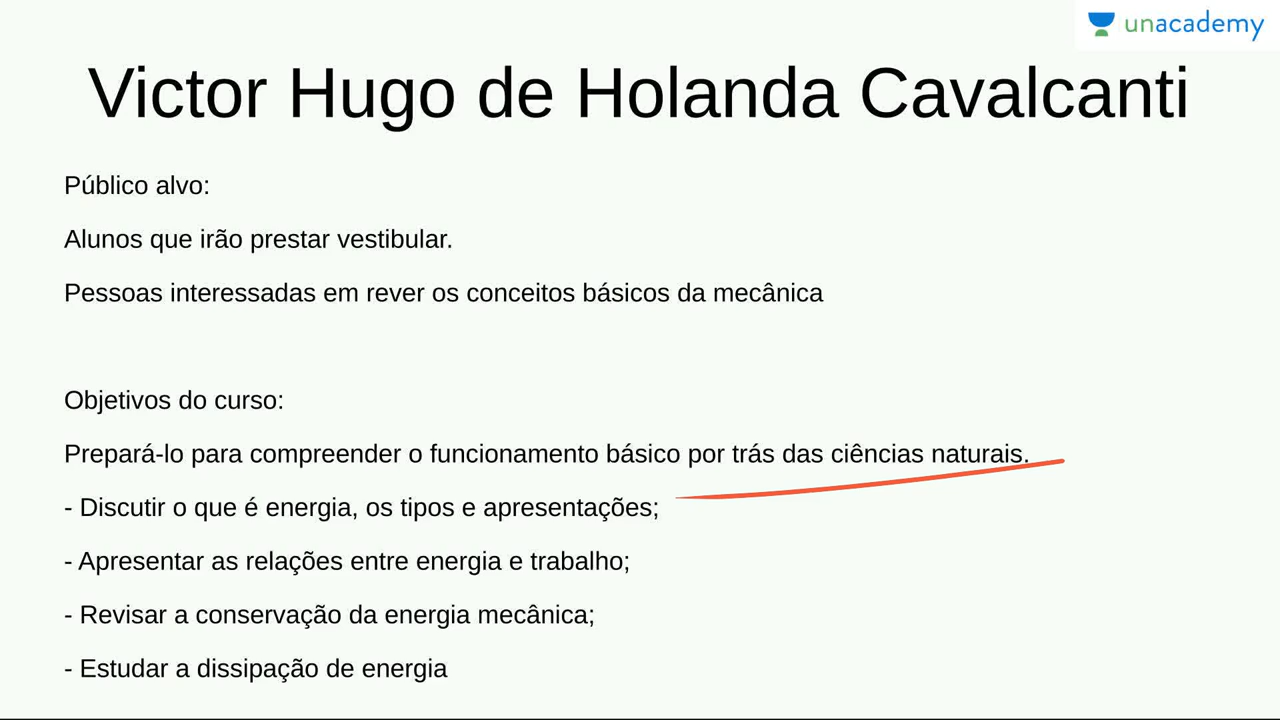 unacademy
Victor Hugo de Holanda Cavalcanti
Público alvo:
Alunos que irão prestar vestibular.
Pessoas interessadas em rever os conceitos básicos da mecânica
Objetivos do curso:
Prepará-lo para compreender o funcionamento básico por trás das ciências naturais.
- Discutir o que é energia, os tipos e apresentações;
- Apresentar as relações entre energia e trabalho;
- Revisar a conservação da energia mecânica;
- Estudar a dissipação de energia